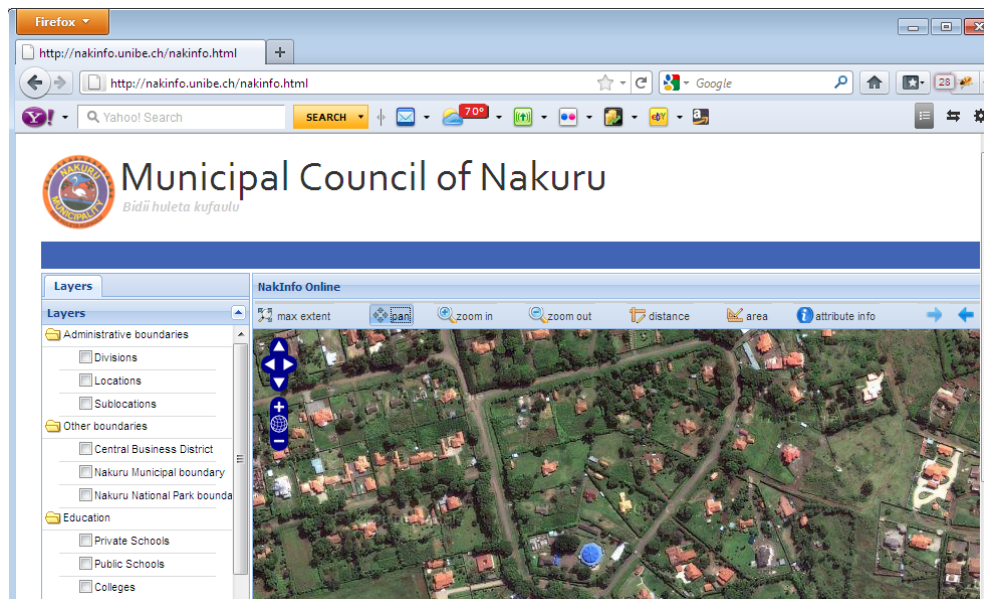 Firefox
http://nakinfo.unibe.ch/nakinfo.html
http://nakinfo.unibe.ch/nakinfo.html
Google
28
Yahoo! Search
SEARCH
70°
NAKURU
MUNICIPALITY
Municipal Council of Nakuru
Bidii huleta kufaulu
Layers
NakInfo Online
Layers
max extent
pan
zoom in
zoom out
distance
area
attribute info
Administrative boundaries
Divisions
Locations
Sublocations
Other boundaries
Central Business District
Nakuru Municipal boundary
Nakuru National Park bounda
Education
Private Schools
Public Schools
Colleges